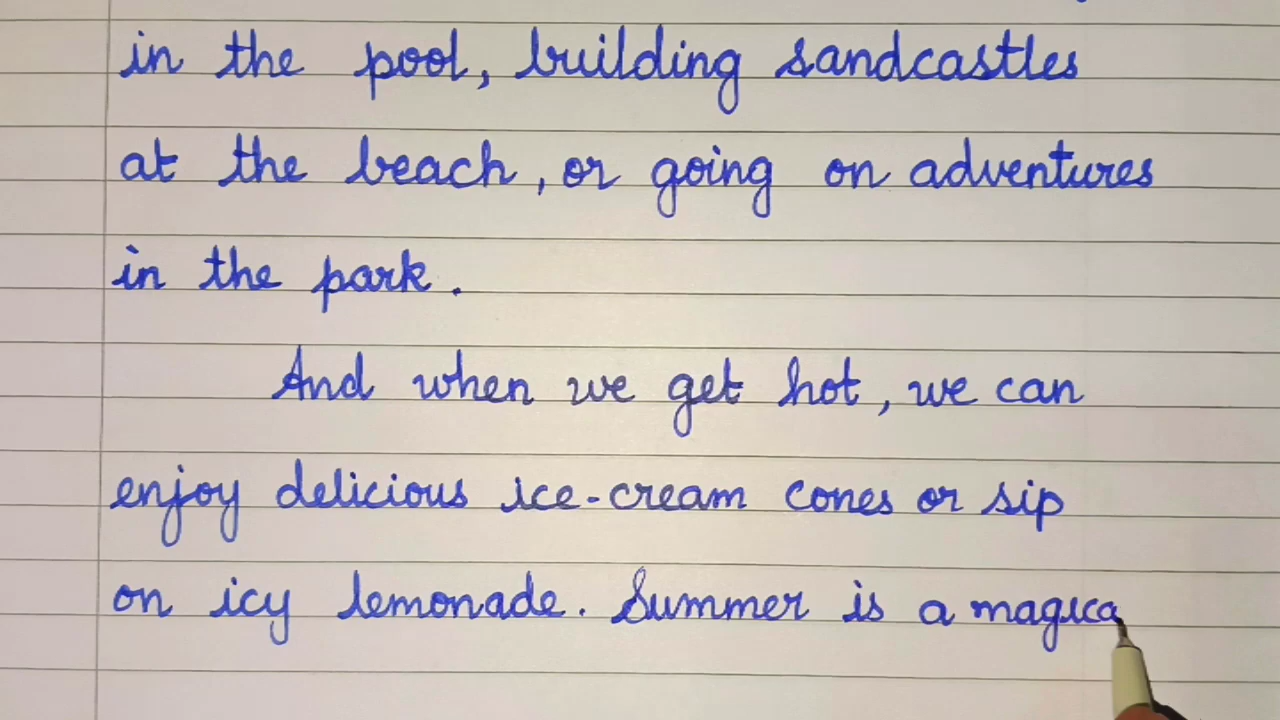 in the pool, building sandcastles
at the beach, or going on adventures
in the park.
And when we get hot, we can
enjoy delicious ice-cream cones or sip
on icy lemonade. Summer is a magica